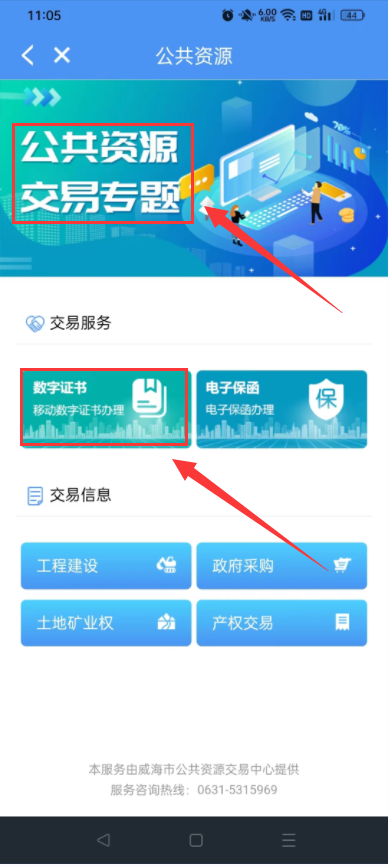 11:05
6.00
KB/S
HD
4G
44
公共资源
公共资源
交易专题
70%
交易服务
数字证书
移动数字证书办理
电子保函
电子保函办理
保
交易信息
工程建设
政府采购
土地矿业权
产权交易
本服务由威海市公共资源交易中心提供
服务咨询热线：0631-5315969